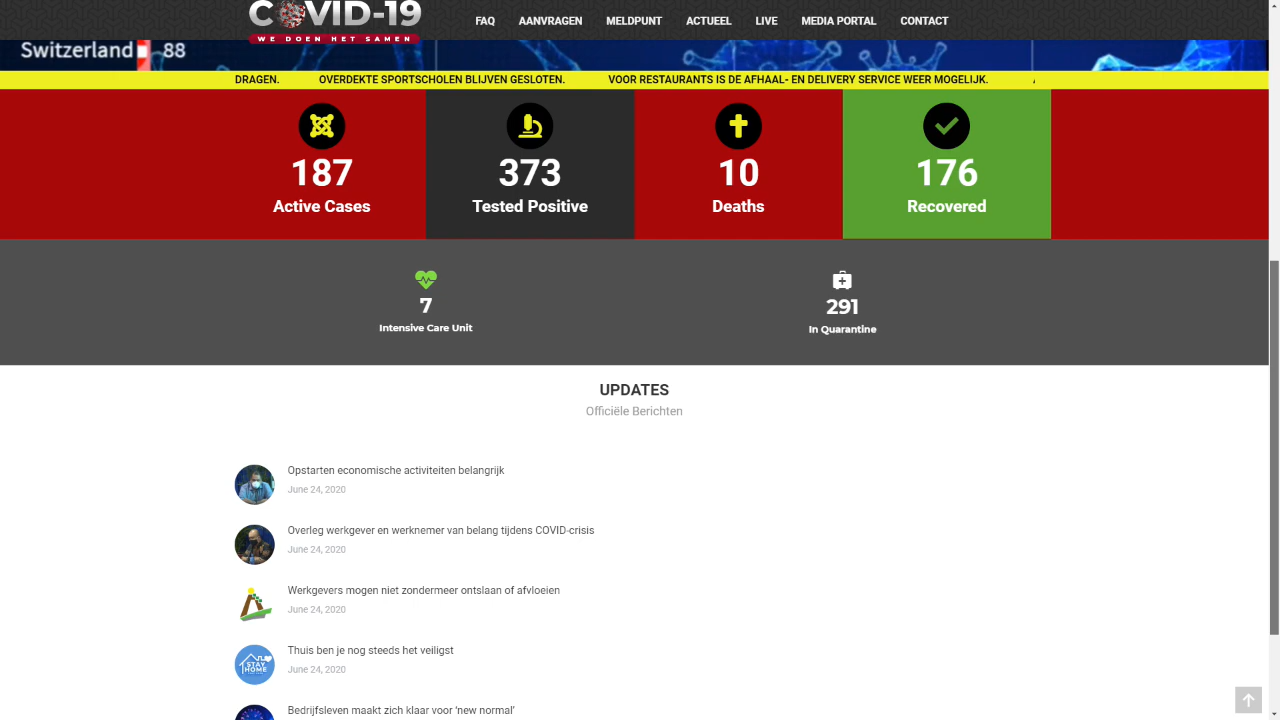 COVID-19
WE DOEN HET SAMEN
FAQ AANVRAGEN MELDPUNT ACTUEEL LIVE MEDIA PORTAL CONTACT
Switzerland 88
DRAGEN. OVERDEKTE SPORTSCHOLEN BLIJVEN GESLOTEN. VOOR RESTAURANTS IS DE AFHAAL- EN DELIVERY SERVICE WEER MOGELIJK.
187 373 10 176
Active Cases Tested Positive Deaths Recovered
7 291
Intensive Care Unit In Quarantine
UPDATES
Officiële Berichten
Opstarten economische activiteiten belangrijk
June 24, 2020
Overleg werkgever en werknemer van belang tijdens COVID-crisis
June 24, 2020
Werkgevers mogen niet zondermeer ontslaan of afvloeien
June 24, 2020
STAY
HOME
Thuis ben je nog steeds het veiligst
June 24, 2020
Bedrijfsleven maakt zich klaar voor ‘new normal’